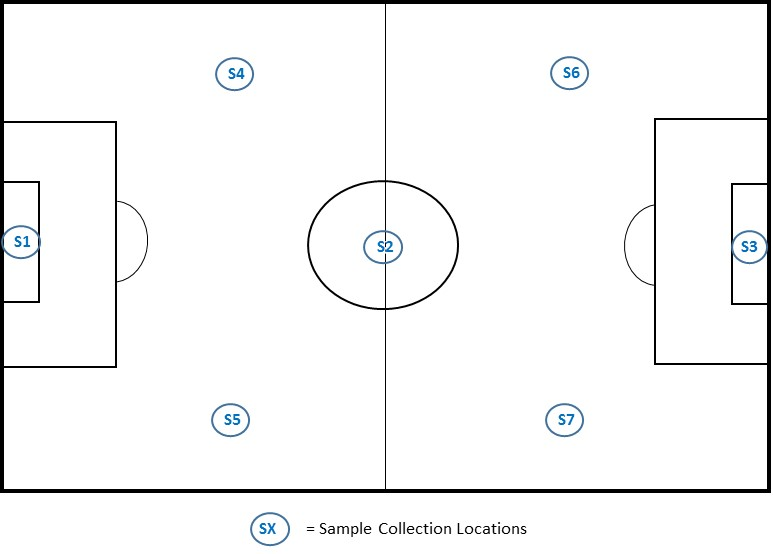 S4
S6
S1
S2
S3
S5
S7
SX = Sample Collection Locations